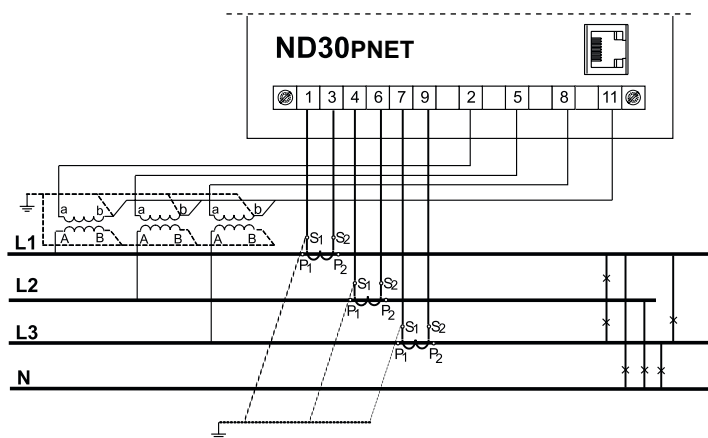 ND30PNET
1 3 4 6 7 9 2 5 8 11
a b a b a b
A B A B A B
S1 S2
L1
P1 P2
S1 S2
L2
P1 P2
S1 S2
L3
P1 P2
N